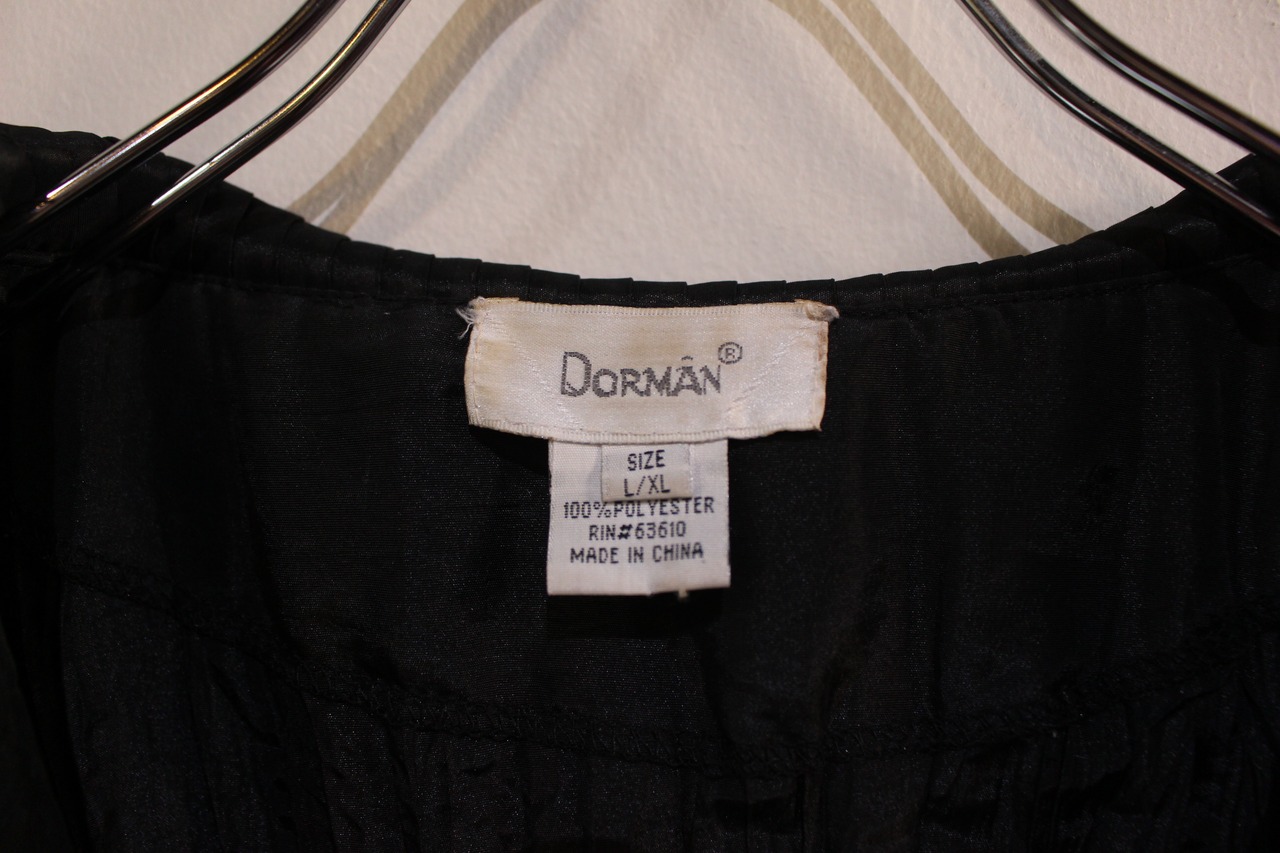 DORMÂN®
SIZE
L/XL
100%POLYESTER
RIN#63610
MADE IN CHINA